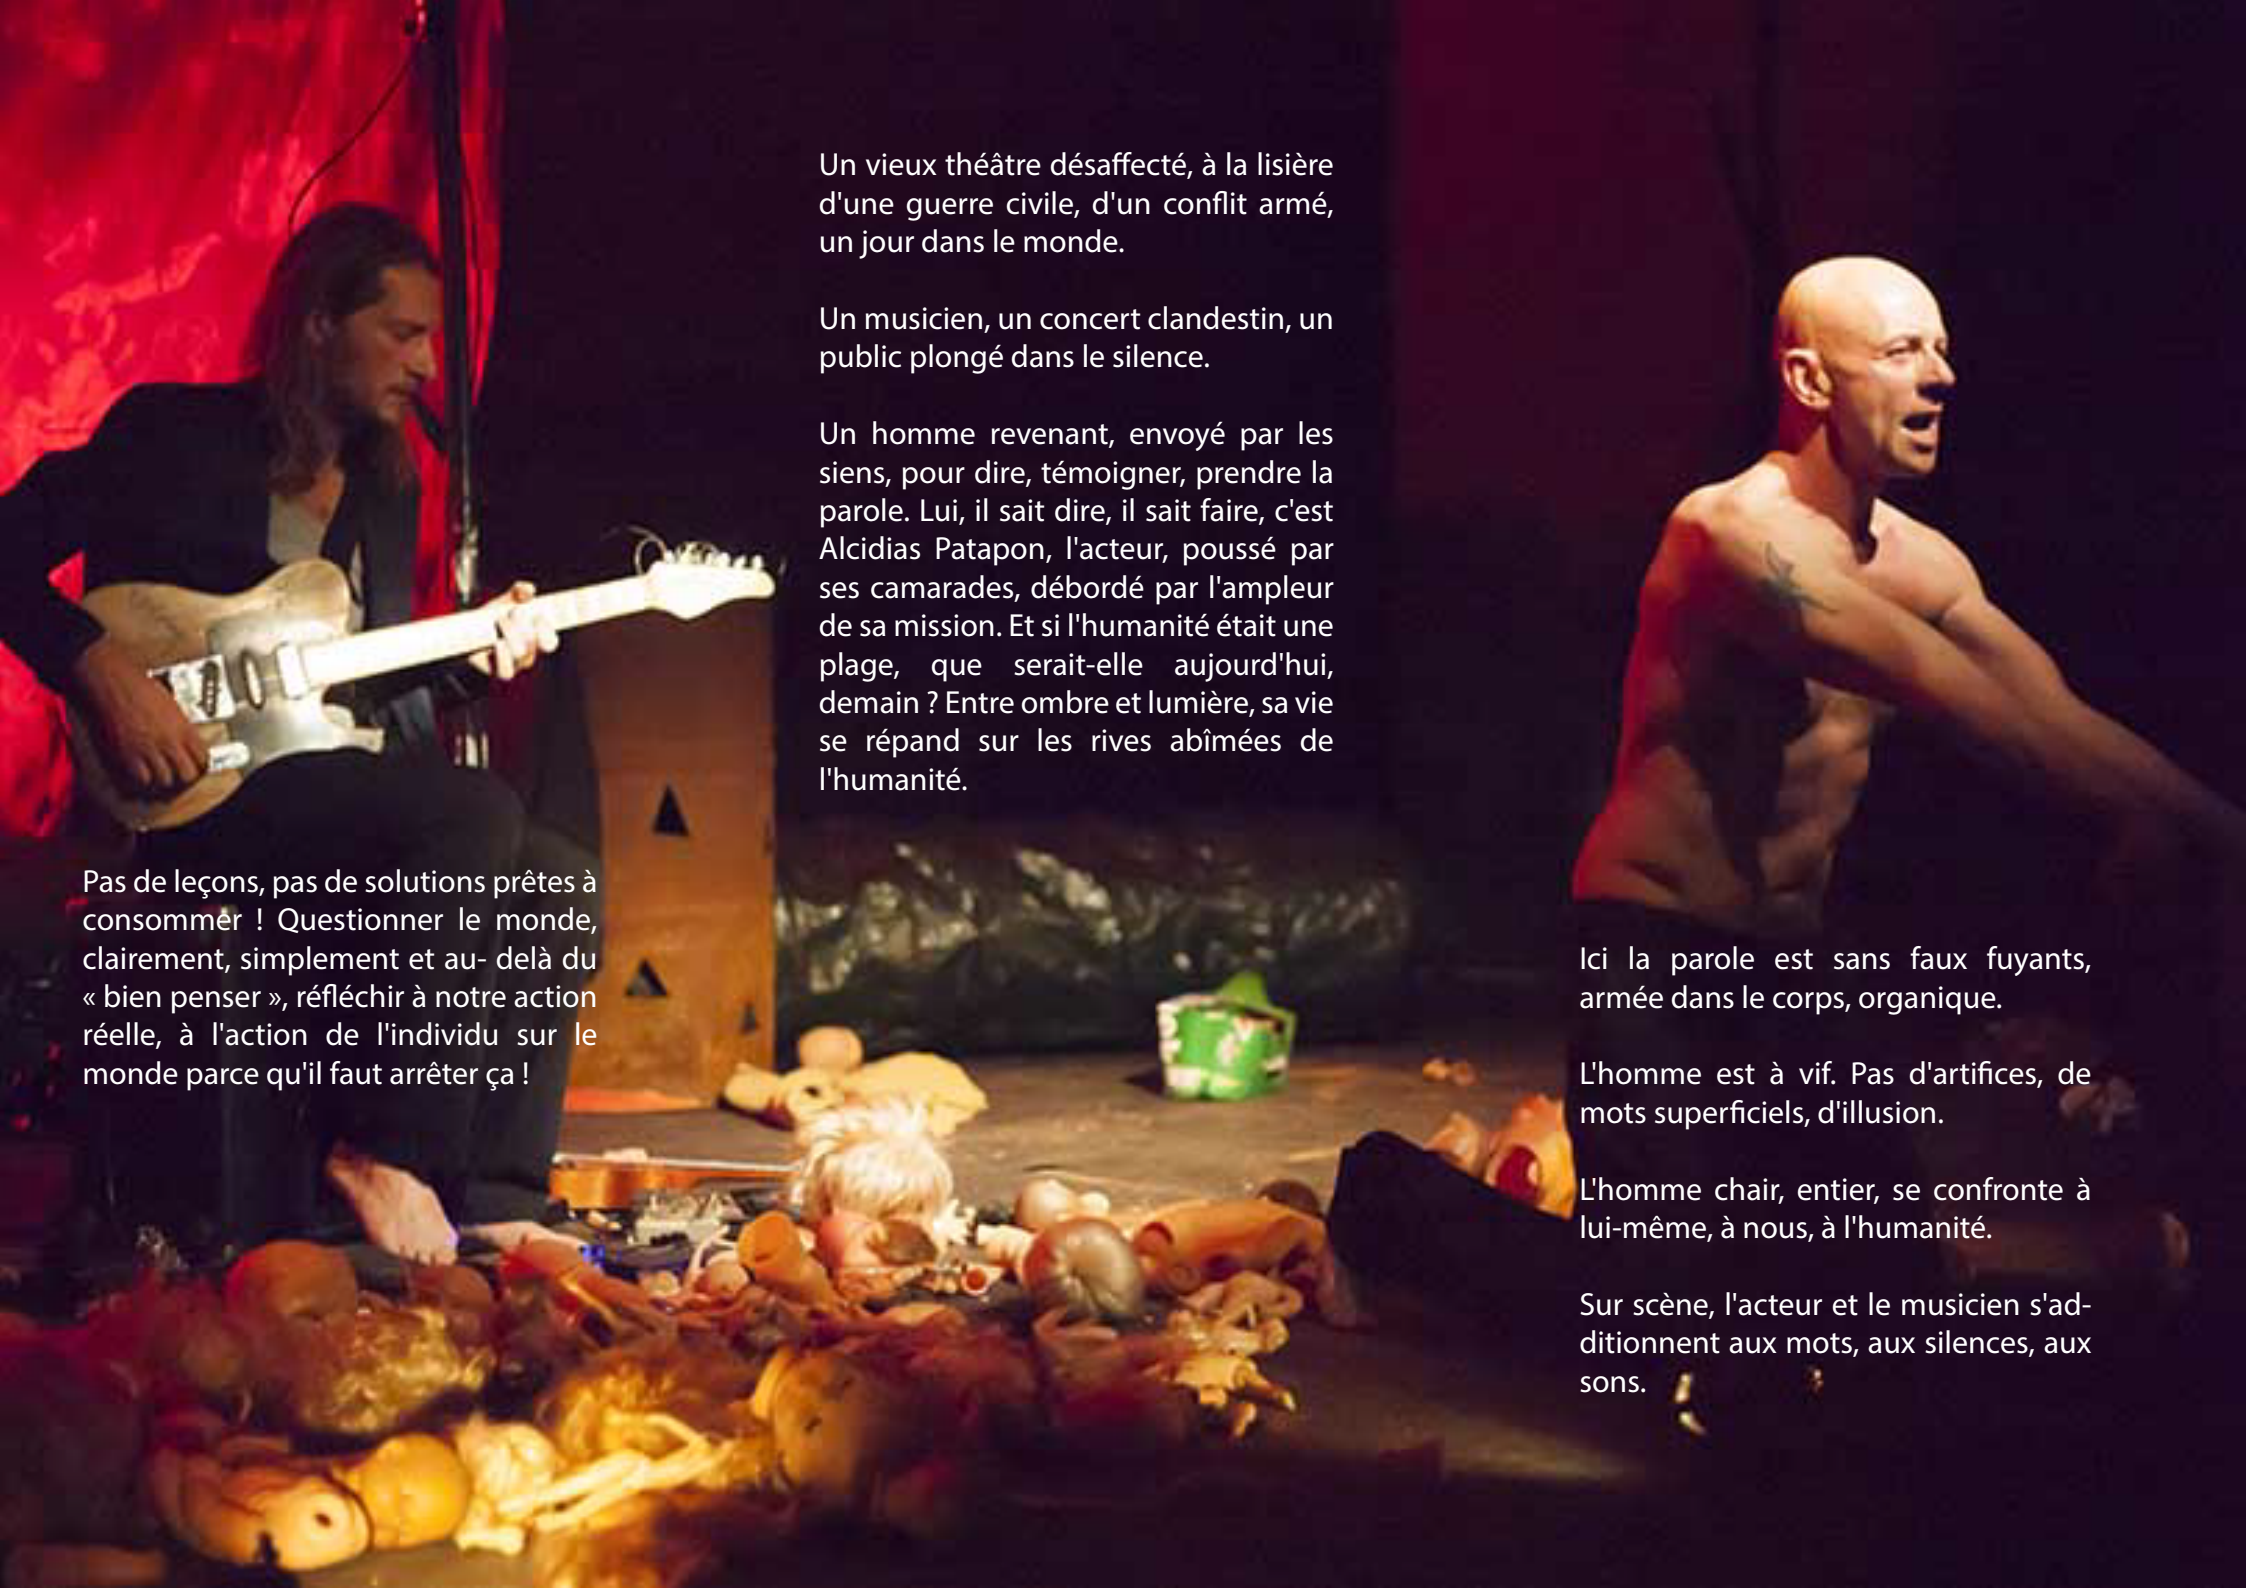 Un vieux théâtre désaffecté, à la lisière
d'une guerre civile, d'un conflit armé,
un jour dans le monde.
Un musicien, un concert clandestin, un
public plongé dans le silence.
Un homme revenant, envoyé par les
siens, pour dire, témoigner, prendre la
parole. Lui, il sait dire, il sait faire, c'est
Alcidias Patapon, l'acteur, poussé par
ses camarades, débordé par l'ampleur
de sa mission. Et si l'humanité était une
plage, que serait-elle aujourd'hui,
demain ? Entre ombre et lumière, sa vie
se répand sur les rives abîmées de
l'humanité.
Pas de leçons, pas de solutions prêtes à
consommer ! Questionner le monde,
clairement, simplement et au- delà du
« bien penser », réfléchir à notre action
réelle, à l'action de l'individu sur le
monde parce qu'il faut arrêter ça !
Ici la parole est sans faux fuyants,
armée dans le corps, organique.
L'homme est à vif. Pas d'artifices, de
mots superficiels, d'illusion.
L'homme chair, entier, se confronte à
lui-même, à nous, à l'humanité.
Sur scène, l'acteur et le musicien s'ad-
ditionnent aux mots, aux silences, aux
sons.